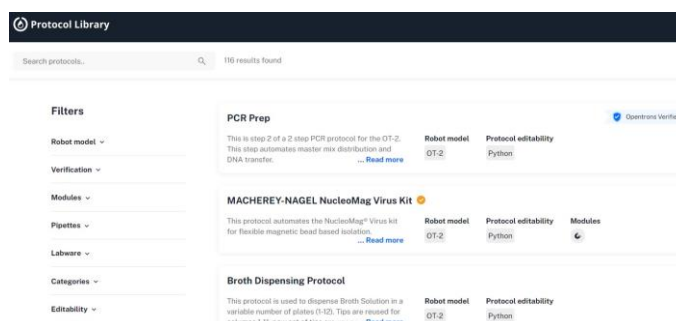 Protocol Library
Search protocols..
116 results found
Filters
Robot model
Verification
Modules
Pipettes
Labware
Categories
Editability
PCR Prep
Opentrons Verifie
This is step 2 of a 2 step PCR protocol for the OT-2.
This step automates master mix distribution and
DNA transfer.
... Read more
Robot model
OT-2
Protocol editability
Python
MACHEREY-NAGEL NucleoMag Virus Kit
This protocol automates the NucleoMag® Virus kit
for flexible magnetic bead based isolation.
... Read more
Robot model
OT-2
Protocol editability
Python
Modules
Broth Dispensing Protocol
This protocol is used to dispense Broth Solution in a
variable number of plates (1-12). Tips are reused for
Robot model
OT-2
Protocol editability
Python